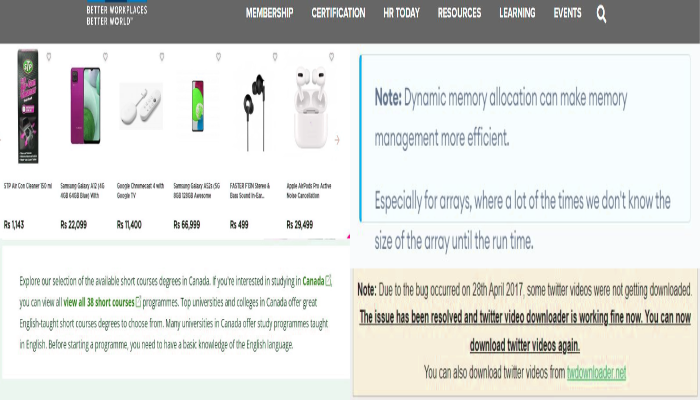 BETTER WORKPLACES
BETTER WORLD®
MEMBERSHIP CERTIFICATION HR TODAY RESOURCES LEARNING EVENTS
STP Air Con Cleaner 150 ml
Samsung Galaxy A12 (4G
4GB 64GB Blue) With
Google Chromecast 4 with
Google TV
Samsung Galaxy A52s (5G
8GB 128GB Awesome
FASTER F13N Stereo &
Bass Sound In-Ear...
Apple AirPods Pro Active
Noise Cancellation
Rs 1,143
Rs 22,099
Rs 11,400
Rs 66,999
Rs 499
Rs 29,499
Explore our selection of the available short courses degrees in Canada. If you're interested in studying in Canada,
you can view all view all 38 short courses programmes. Top universities and colleges in Canada offer great
English-taught short courses degrees to choose from. Many universities in Canada offer study programmes taught
in English. Before starting a programme, you need to have a basic knowledge of the English language.
Note: Dynamic memory allocation can make memory
management more efficient.
Especially for arrays, where a lot of the times we don't know the
size of the array until the run time.
Note: Due to the bug occurred on 28th April 2017, some twitter videos were not getting downloaded.
The issue has been resolved and twitter video downloader is working fine now. You can now
download twitter videos again.
You can also download twitter videos from twdownloader.net